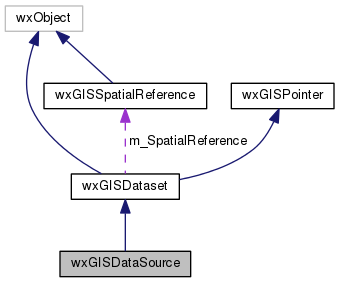 wxObject
wxGISSpatialReference
wxGISPointer
m_SpatialReference
wxGISDataset
wxGISDataSource